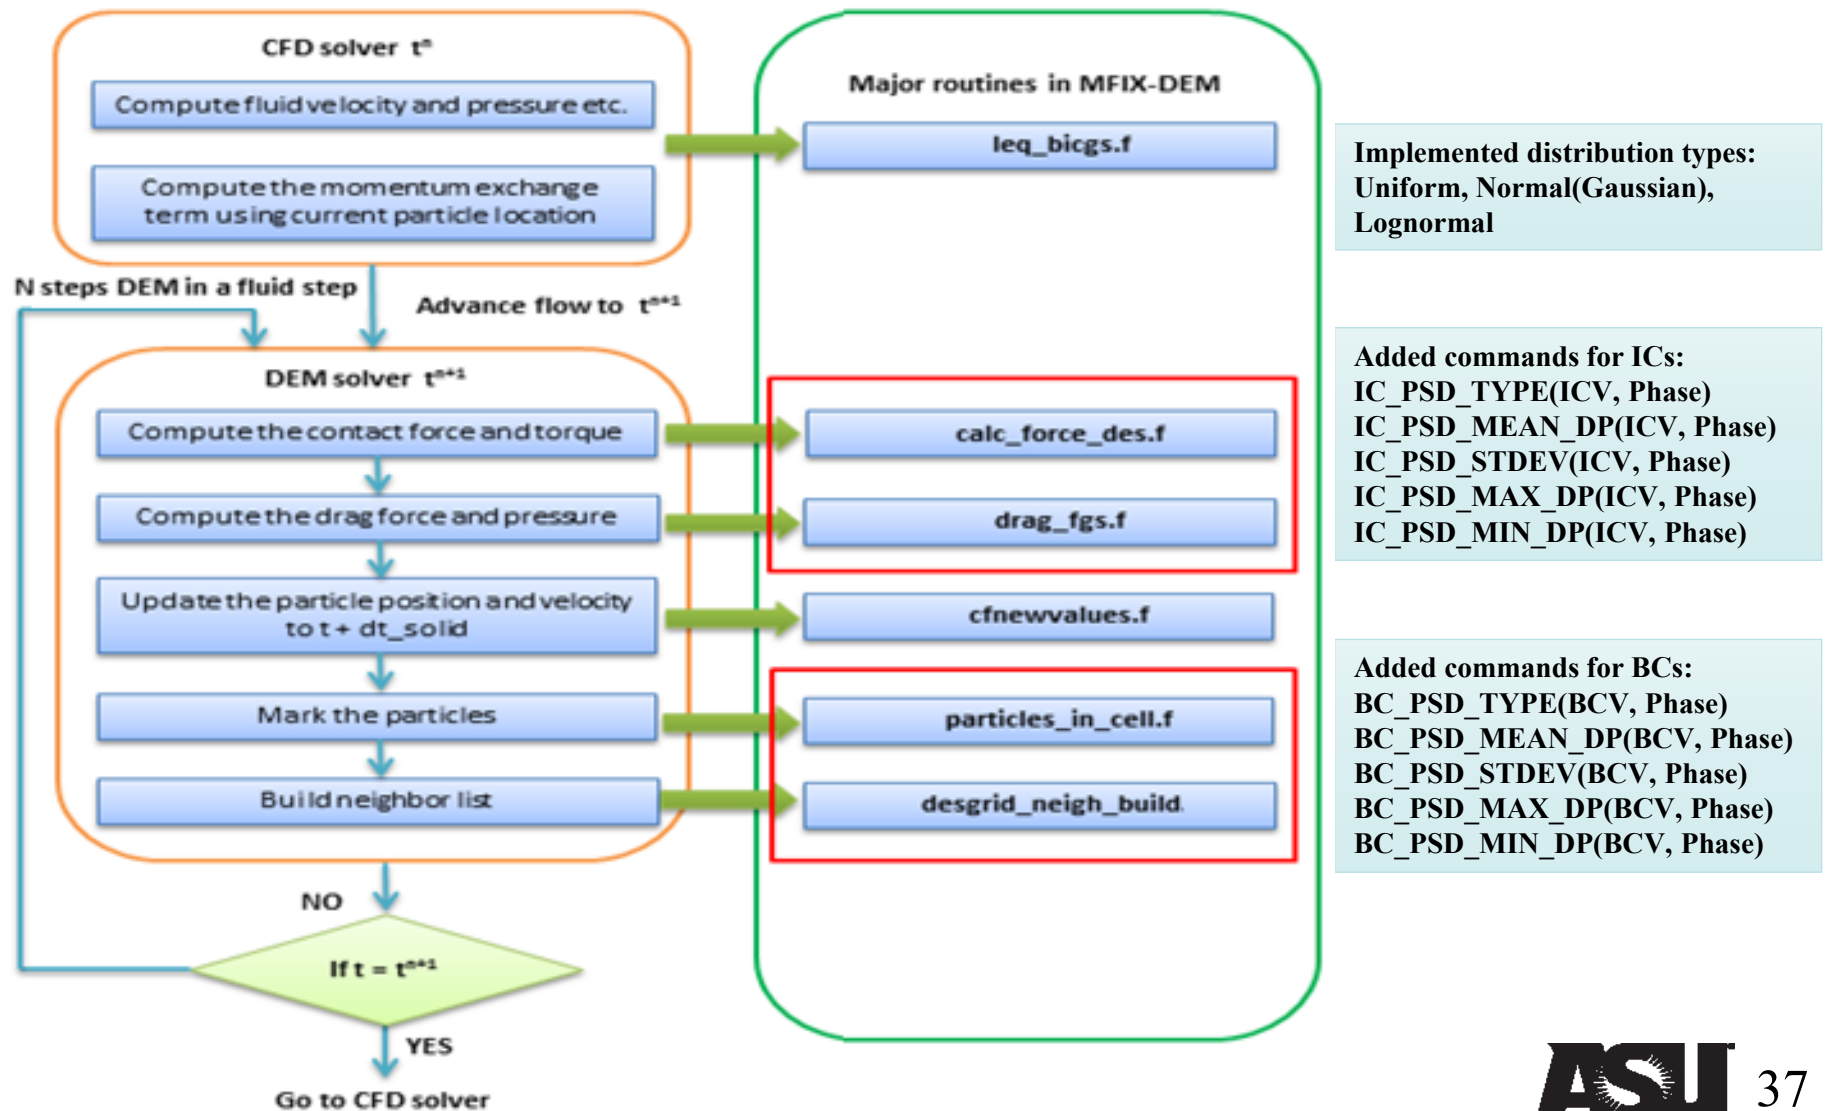 CFD solver tⁿ
Compute fluid velocity and pressure etc.
Compute the momentum exchange
term using current particle location
N steps DEM in a fluid step
Advance flow to tⁿ⁺¹
DEM solver tⁿ⁺¹
Compute the contact force and torque
Compute the drag force and pressure
Update the particle position and velocity
to t + dt_solid
Mark the particles
Build neighbor list
NO
If t = tⁿ⁺¹
YES
Go to CFD solver
Major routines in MFIX-DEM
leq_bicgs.f
calc_force_des.f
drag_fgs.f
cfnewvalues.f
particles_in_cell.f
desgrid_neigh_build.
Implemented distribution types:
Uniform, Normal(Gaussian),
Lognormal
Added commands for ICs:
IC_PSD_TYPE(ICV, Phase)
IC_PSD_MEAN_DP(ICV, Phase)
IC_PSD_STDEV(ICV, Phase)
IC_PSD_MAX_DP(ICV, Phase)
IC_PSD_MIN_DP(ICV, Phase)
Added commands for BCs:
BC_PSD_TYPE(BCV, Phase)
BC_PSD_MEAN_DP(BCV, Phase)
BC_PSD_STDEV(BCV, Phase)
BC_PSD_MAX_DP(BCV, Phase)
BC_PSD_MIN_DP(BCV, Phase)
ASU
37